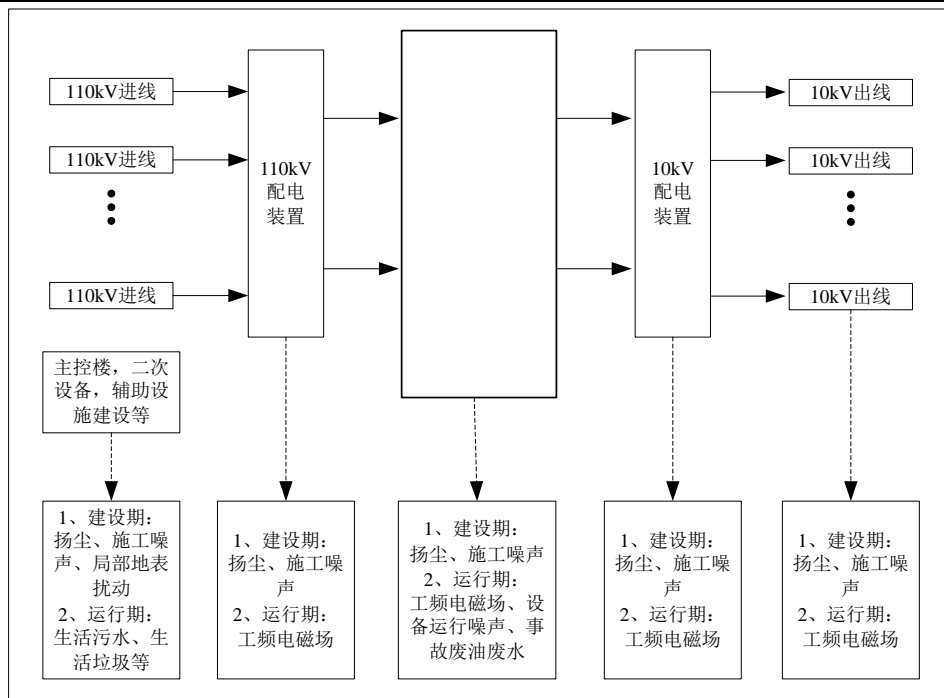 110kV进线
110kV进线
110kV进线
110kV
配电
装置
10kV
配电
装置
10kV出线
10kV出线
10kV出线
主控楼，二次
设备，辅助设
施建设等
1、建设期：
扬尘、施工噪
声、局部地表
扰动
2、运行期：
生活污水、生
活垃圾等
1、建设期：
扬尘、施工噪
声
2、运行期：
工频电磁场
1、建设期：
扬尘、施工噪声
2、运行期：
工频电磁场、设
备运行噪声、事
故废油废水
1、建设期：
扬尘、施工噪
声
2、运行期：
工频电磁场
1、建设期：
扬尘、施工噪
声
2、运行期：
工频电磁场